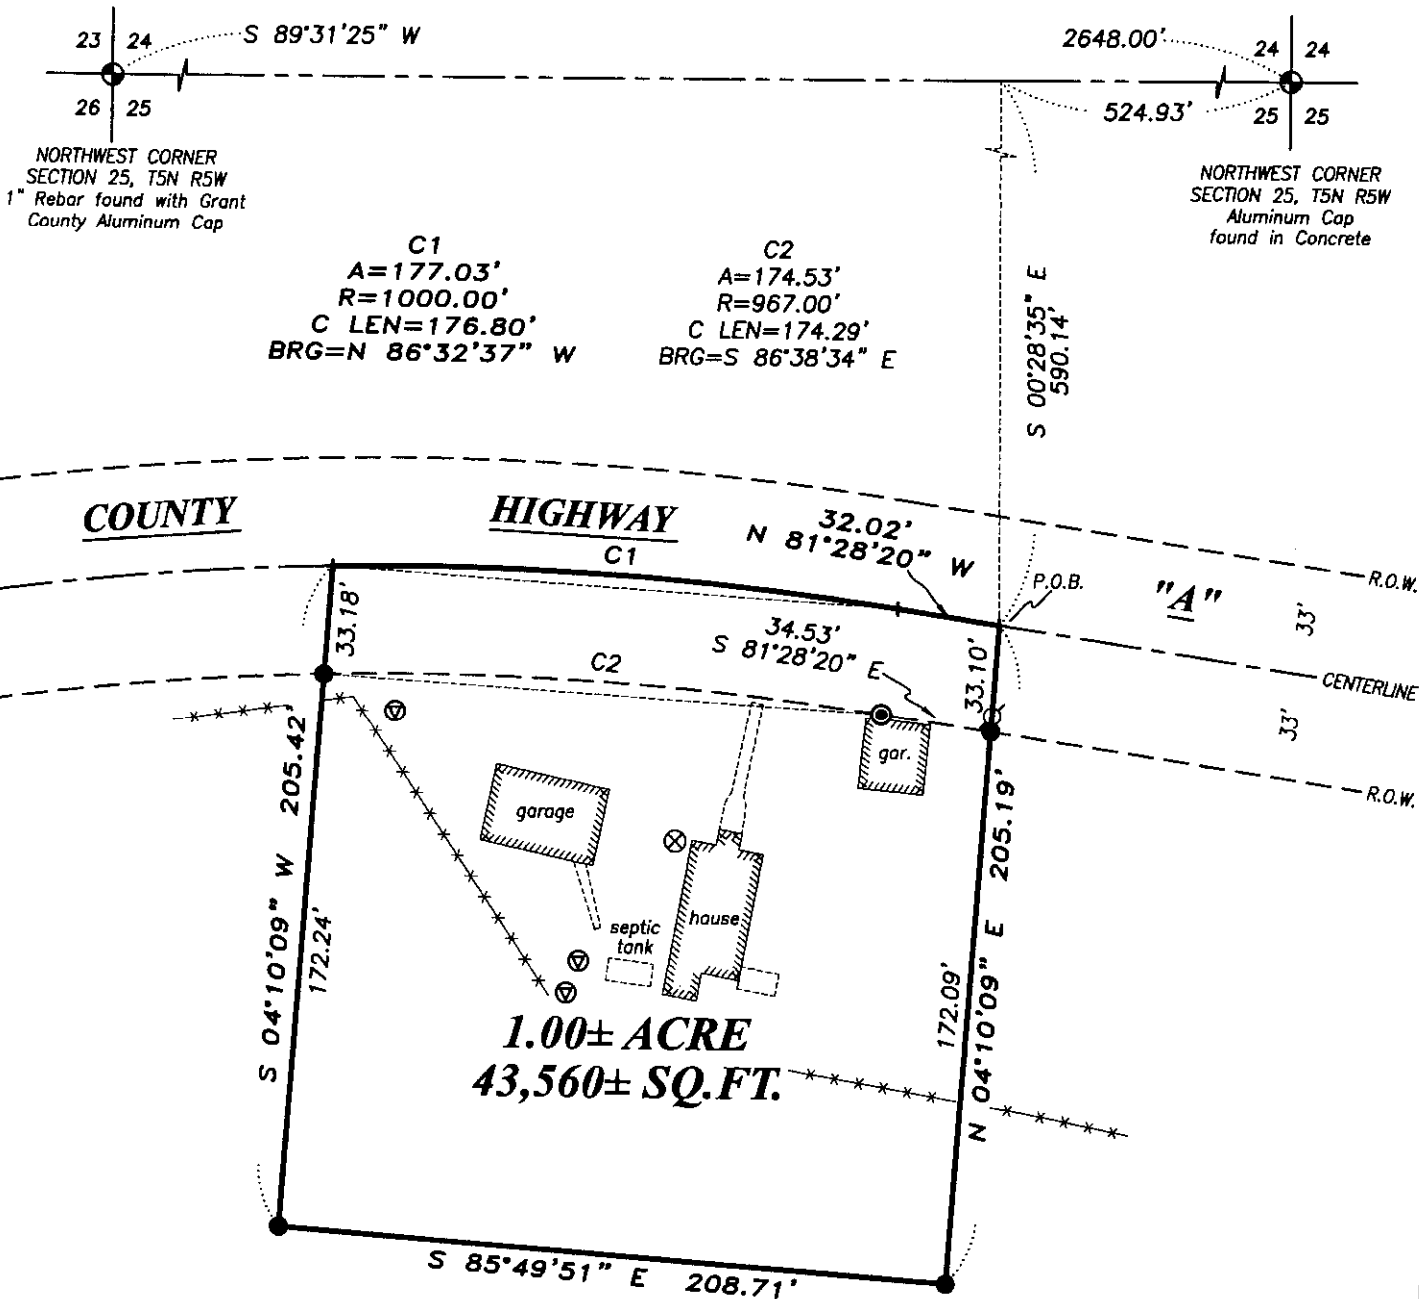 23 24
S 89°31'25" W
26 25
NORTHWEST CORNER
SECTION 25, T5N R5W
1" Rebar found with Grant
County Aluminum Cap
2648.00'
24 24
524.93'
25 25
NORTHWEST CORNER
SECTION 25, T5N R5W
Aluminum Cap
found in Concrete
C1
A=177.03'
R=1000.00'
C LEN=176.80'
BRG=N 86°32'37" W
C2
A=174.53'
R=967.00'
C LEN=174.29'
BRG=S 86°38'34" E
S 00°28'35" E
590.14'
COUNTY HIGHWAY "A"
C1
32.02'
N 81°28'20" W
P.O.B.
R.O.W.
33'
CENTERLINE
33'
R.O.W.
33.18'
34.53'
S 81°28'20" E
C2
33.10'
gar.
garage
house
septic
tank
S 04°10'09" W 205.42'
172.24'
N 04°10'09" E 205.19'
172.09'
1.00± ACRE
43,560± SQ.FT.
S 85°49'51" E 208.71'